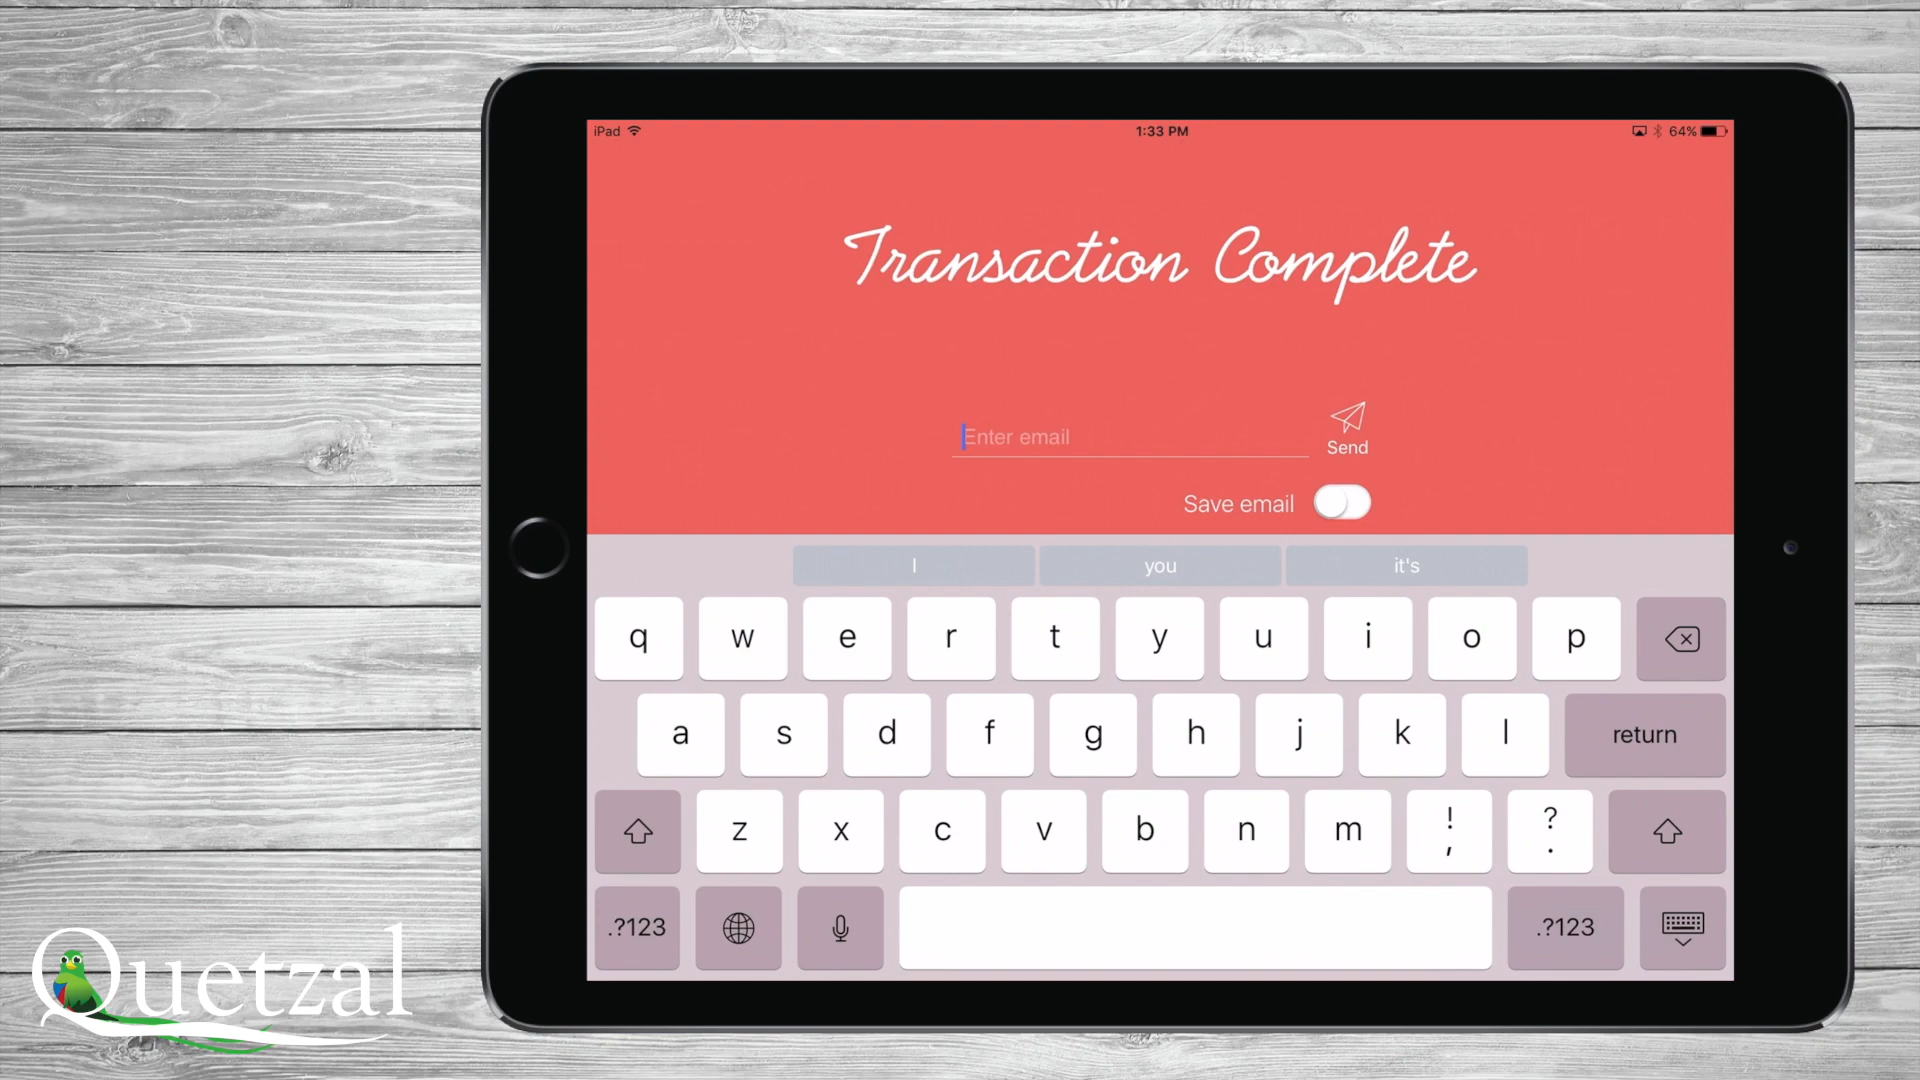 iPad 1:33 PM 64%
Transaction Complete
Enter email
Send
Save email
I you it's
q w e r t y u i o p
a s d f g h j k l return
z x c v b n m ! , ? .
.?123 .?123
Quetzal